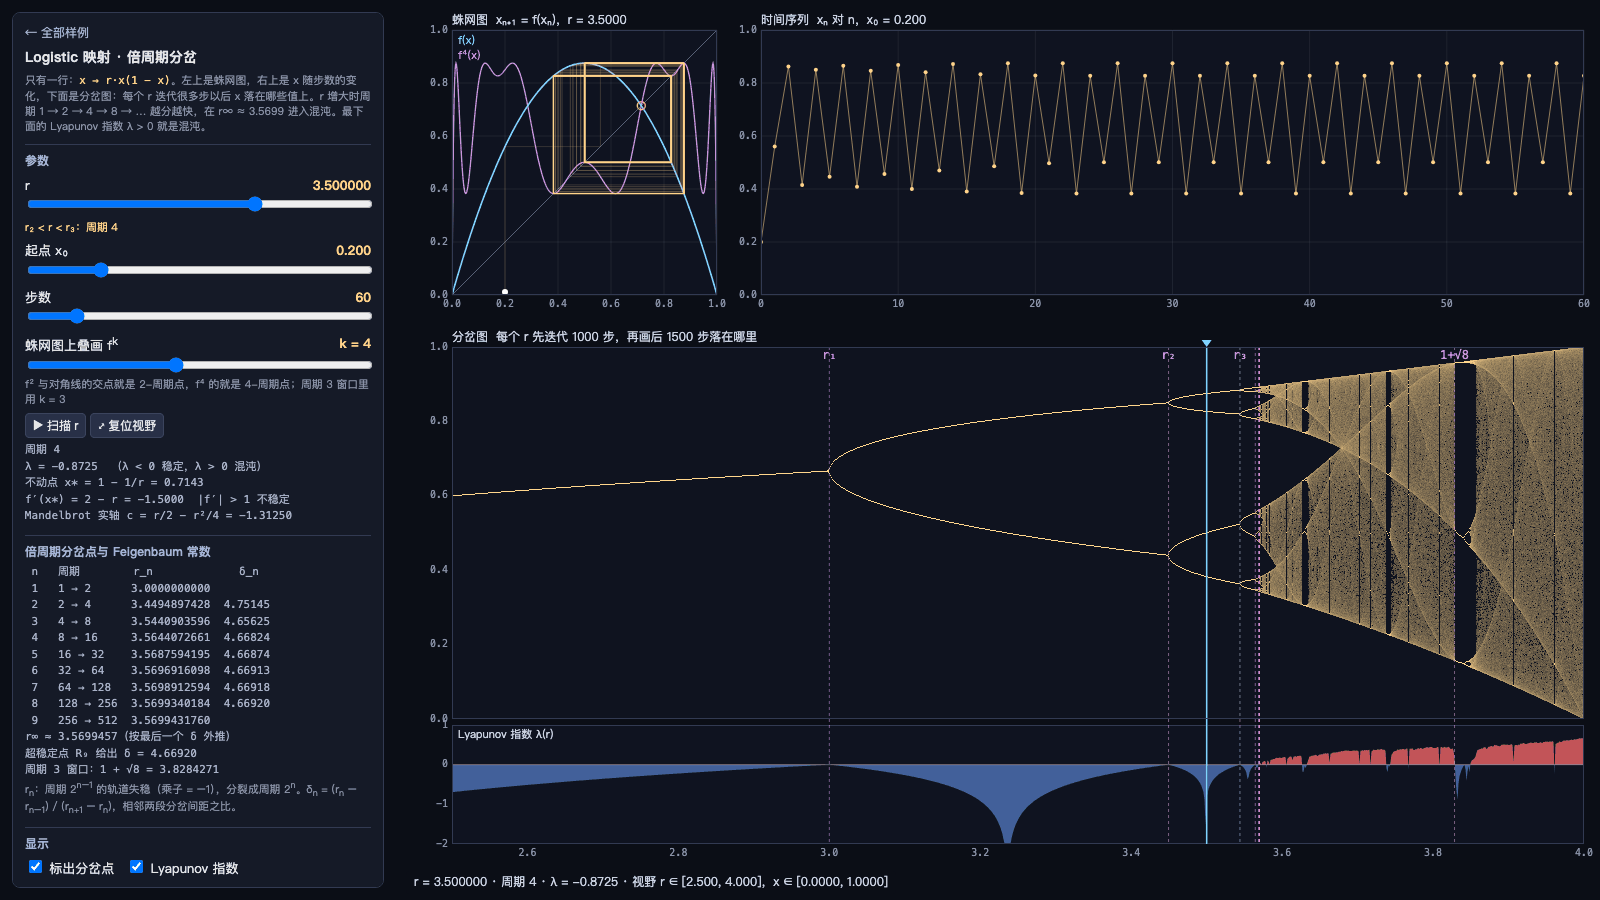 ← 全部样例
Logistic 映射 · 倍周期分岔
只有一行：x → r·x(1 − x)。左上是蛛网图，右上是 x 随步数的变
化，下面是分岔图：每个 r 迭代很多步以后 x 落在哪些值上。r 增大时周
期 1 → 2 → 4 → 8 → … 越分越快，在 r∞ ≈ 3.5699 进入混沌。最下
面的 Lyapunov 指数 λ > 0 就是混沌。
参数
r 3.500000
r₂ < r < r₃：周期 4
起点 x₀ 0.200
步数 60
蛛网图上叠画 fᵏ k = 4
f² 与对角线的交点就是 2-周期点，f⁴ 的就是 4-周期点；周期 3 窗口里
用 k = 3
▶ 扫描 r ⤢ 复位视野
周期 4
λ = −0.8725 （λ < 0 稳定，λ > 0 混沌）
不动点 x* = 1 − 1/r = 0.7143
f′(x*) = 2 − r = −1.5000 |f′| > 1 不稳定
Mandelbrot 实轴 c = r/2 − r²/4 = −1.31250
倍周期分岔点与 Feigenbaum 常数
n 周期 r_n δ_n
1 1 → 2 3.0000000000
2 2 → 4 3.4494897428 4.75145
3 4 → 8 3.5440903596 4.65625
4 8 → 16 3.5644072661 4.66824
5 16 → 32 3.5687594195 4.66874
6 32 → 64 3.5696916098 4.66913
7 64 → 128 3.5698912594 4.66918
8 128 → 256 3.5699340184 4.66920
9 256 → 512 3.5699431760
r∞ ≈ 3.5699457（按最后一个 δ 外推）
超稳定点 R₉ 给出 δ = 4.66920
周期 3 窗口：1 + √8 = 3.8284271
rₙ：周期 2ⁿ⁻¹ 的轨道失稳（乘子 = −1），分裂成周期 2ⁿ。δₙ = (rₙ −
rₙ₋₁) / (rₙ₊₁ − rₙ)，相邻两段分岔间距之比。
显示
标出分岔点 Lyapunov 指数
蛛网图 xₙ₊₁ = f(xₙ)，r = 3.5000
f(x)
f⁴(x)
1.0
0.8
0.6
0.4
0.2
0.0
0.0 0.2 0.4 0.6 0.8 1.0
时间序列 xₙ 对 n，x₀ = 0.200
1.0
0.8
0.6
0.4
0.2
0.0
0 10 20 30 40 50 60
分岔图 每个 r 先迭代 1000 步，再画后 1500 步落在哪里
r₁ r₂ r₃ 1+√8
1.0
0.8
0.6
0.4
0.2
0.0
Lyapunov 指数 λ(r)
1
0
−1
−2
2.6 2.8 3.0 3.2 3.4 3.6 3.8 4.0
r = 3.500000 · 周期 4 · λ = −0.8725 · 视野 r ∈ [2.500, 4.000]，x ∈ [0.0000, 1.0000]